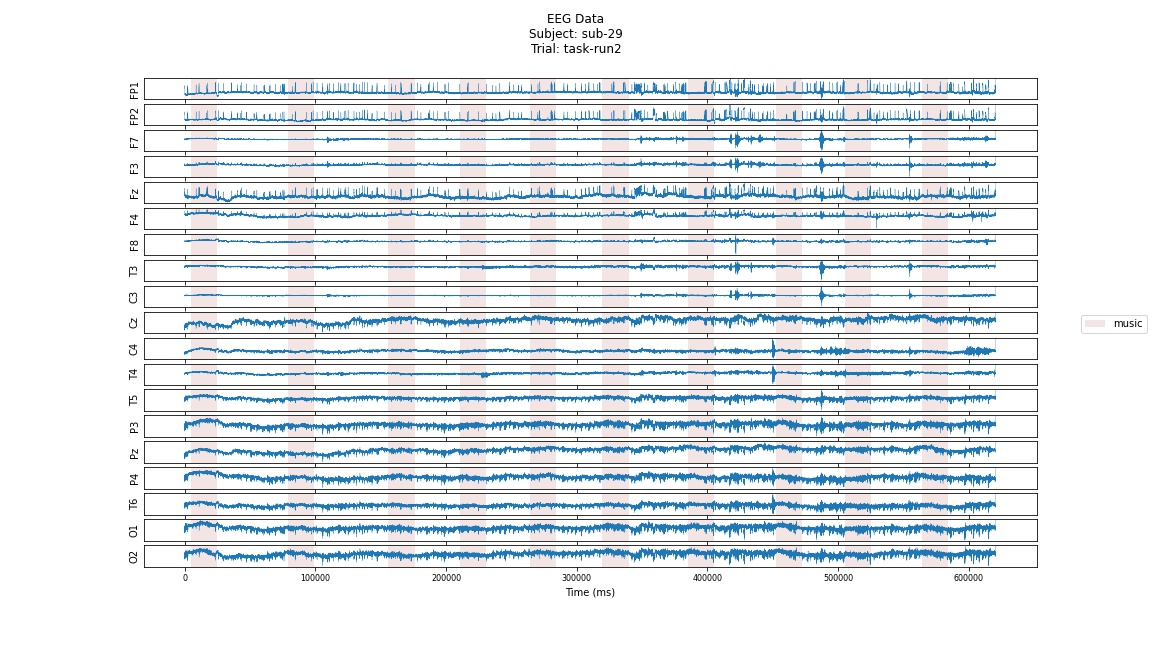 EEG Data
Subject: sub-29
Trial: task-run2
FP1
FP2
F7
F3
Fz
F4
F8
T3
C3
Cz
C4
T4
T5
P3
Pz
P4
T6
O1
O2
music
0 100000 200000 300000 400000 500000 600000
Time (ms)